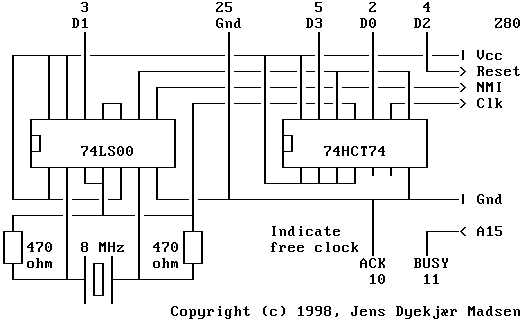 3 25 5 2 4
D1 Gnd D3 D0 D2 Z80
Vcc
Reset
NMI
Clk
74LS00 74HCT74
Gnd
Indicate A15
470 8 MHz 470 free clock
ohm ohm ACK BUSY
10 11
Copyright (c) 1998, Jens Dyekjær Madsen